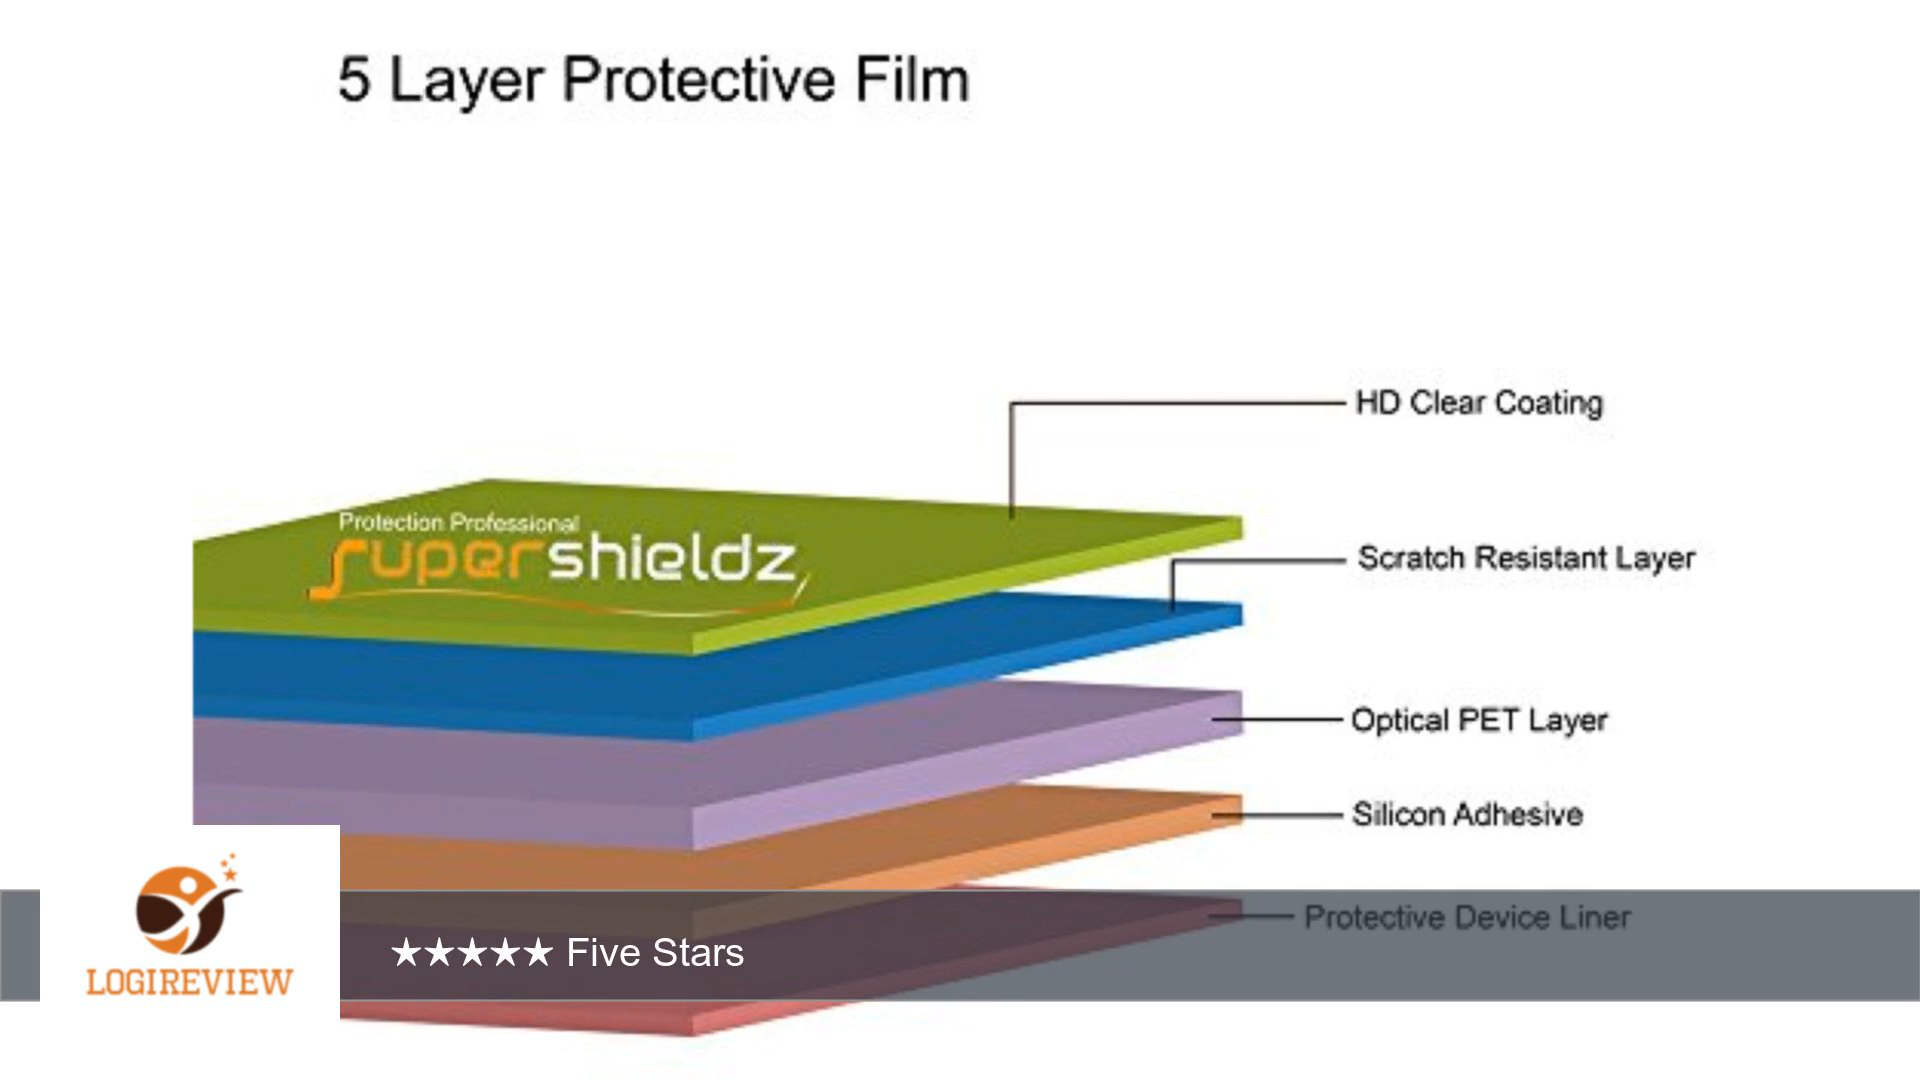 5 Layer Protective Film
HD Clear Coating
Protection Professional
supershieldz
Scratch Resistant Layer
Optical PET Layer
Silicon Adhesive
Protective Device Liner
★★★★★ Five Stars
LOGIREVIEW